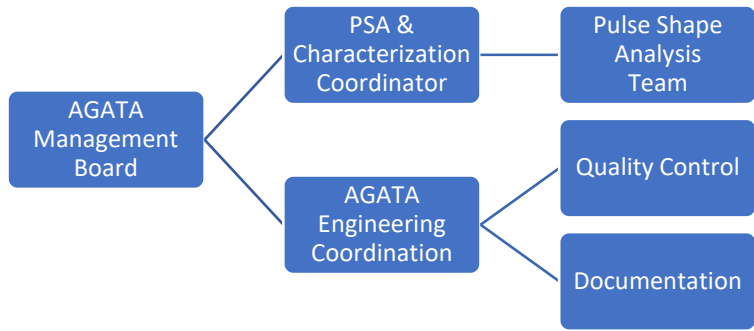 PSA &
Characterization
Coordinator
Pulse Shape
Analysis
Team
AGATA
Management
Board
AGATA
Engineering
Coordination
Quality Control
Documentation